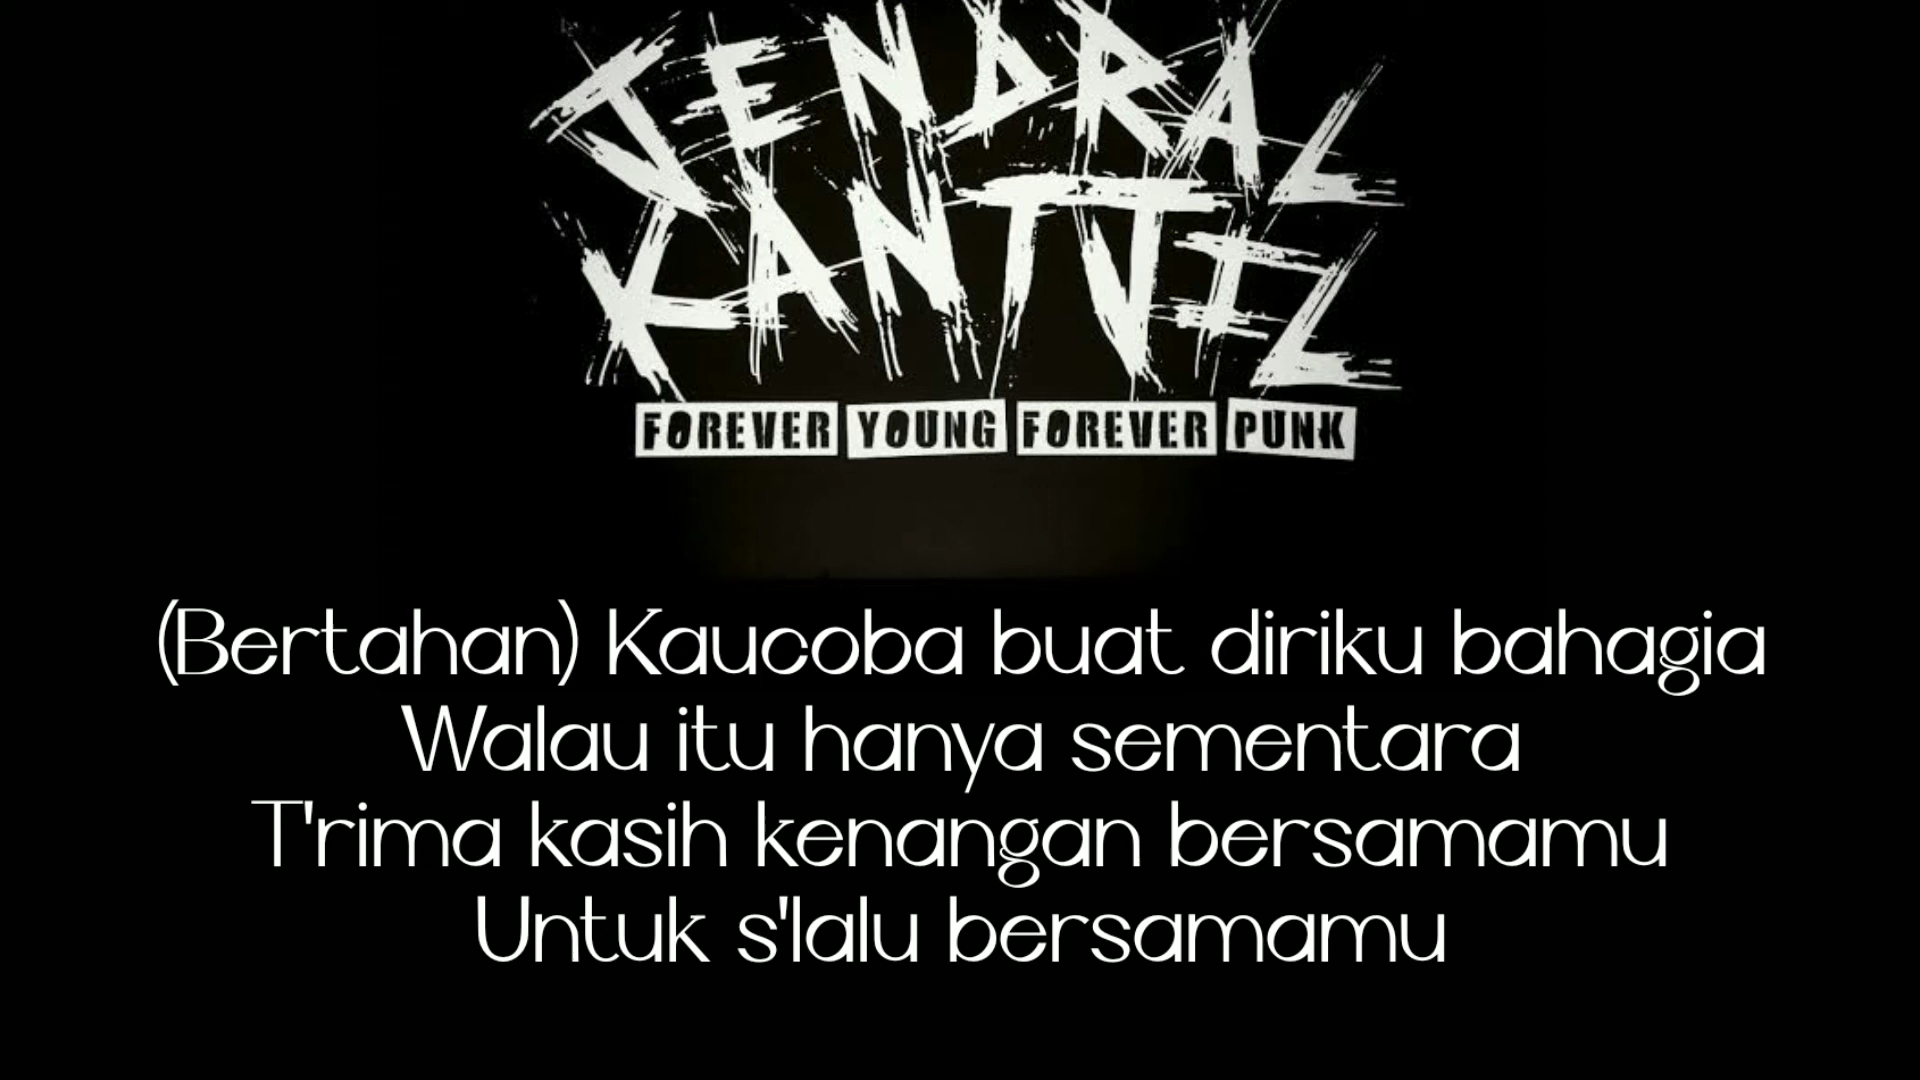 JENDRAL
KANTJIL
FOREVER YOUNG FOREVER PUNK
(Bertahan) Kaucoba buat diriku bahagia
Walau itu hanya sementara
T'rima kasih kenangan bersamamu
Untuk s'lalu bersamamu